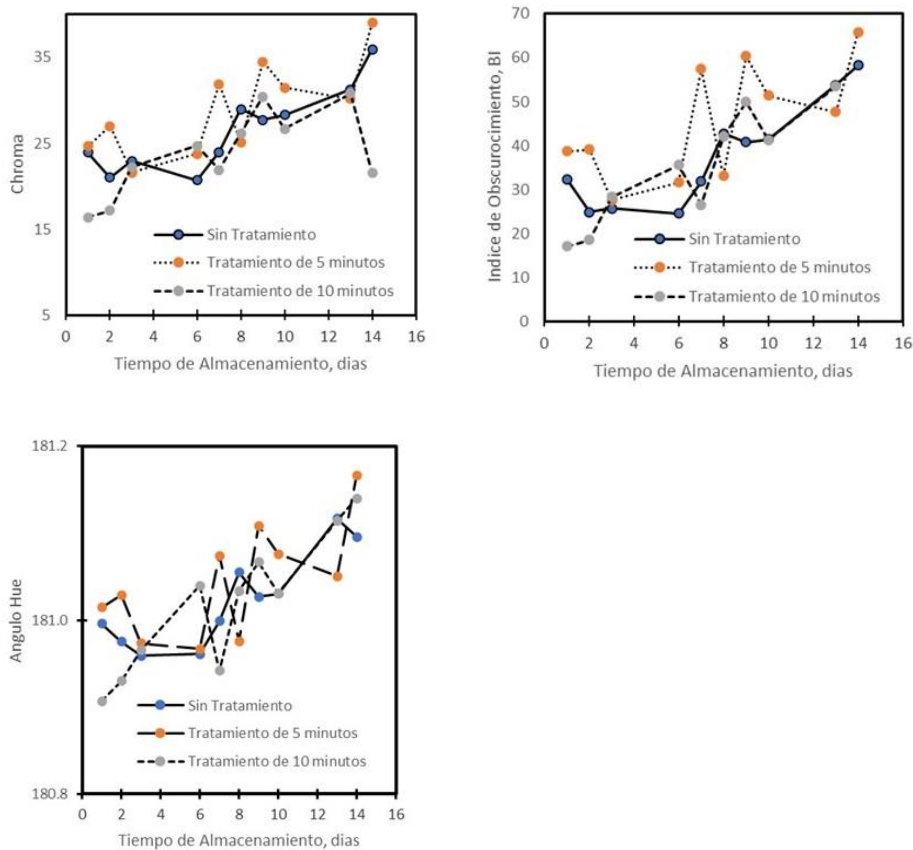 Chroma
35
25
15
5
Sin Tratamiento
Tratamiento de 5 minutos
Tratamiento de 10 minutos
0 2 4 6 8 10 12 14 16
Tiempo de Almacenamiento, dias
Indice de Obscurocimiento, BI
70
60
50
40
30
20
10
0
Sin Tratamiento
Tratamiento de 5 minutos
Tratamiento de 10 minutos
0 2 4 6 8 10 12 14 16
Tiempo de Almacenamiento, dias
Angulo Hue
181.2
181.0
180.8
Sin Tratamiento
Tratamiento de 5 minutos
Tratamiento de 10 minutos
0 2 4 6 8 10 12 14 16
Tiempo de Almacenamiento, dias